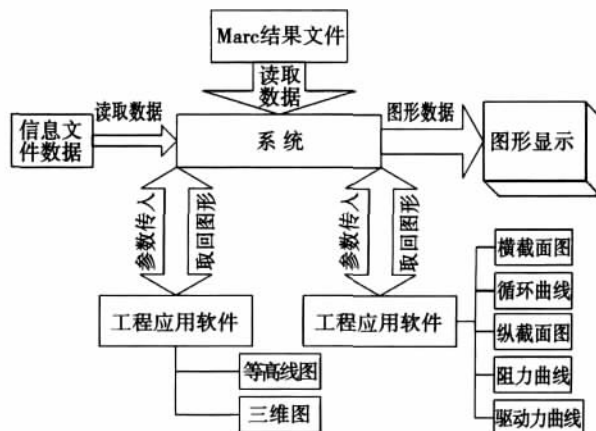 Marc结果文件
读取
数据
读取数据
图形数据
信息文
件数据
系统
图形显示
参数传人
取回图形
参数传人
取回图形
横截面图
循环曲线
工程应用软件
工程应用软件
纵截面图
等高线图
阻力曲线
三维图
驱动力曲线